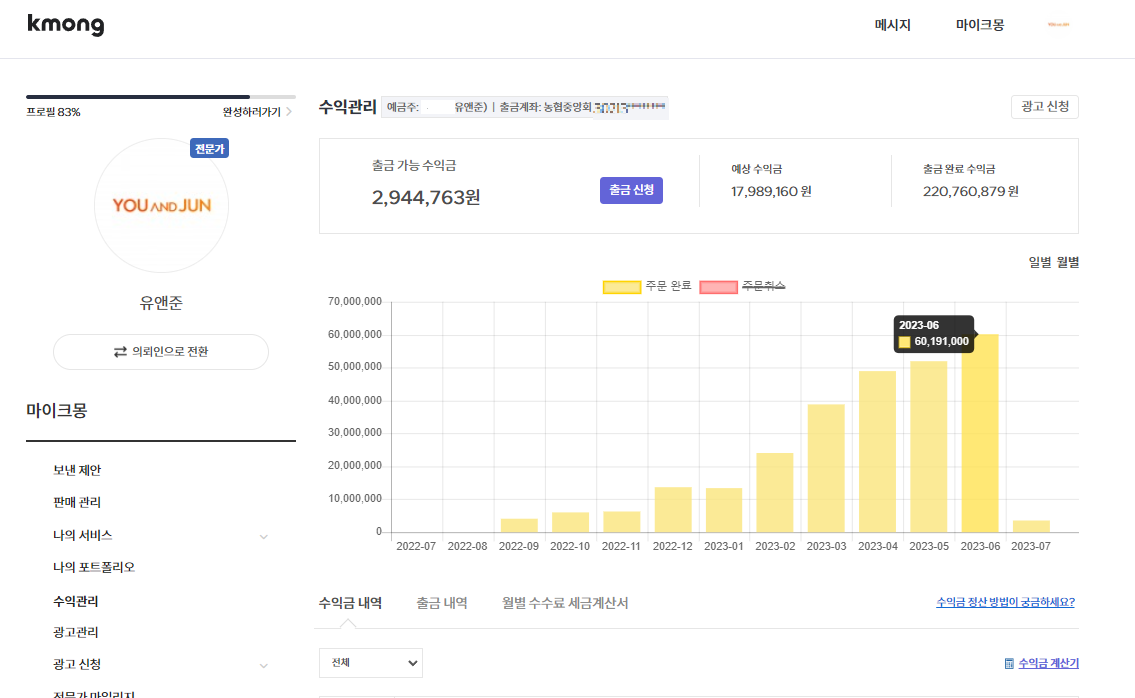 kmong
메시지 마이크몽
프로필 83% 완성하러가기
전문가
YOU AND JUN
유앤준
의뢰인으로 전환
마이크몽
보낸 제안
판매 관리
나의 서비스
나의 포트폴리오
수익관리
광고관리
광고 신청
전문가 마일리지
수익관리 예금주: 유앤준) | 출금계좌: 농협중앙회
광고 신청
출금 가능 수익금
2,944,763원
출금 신청
예상 수익금
17,989,160 원
출금 완료 수익금
220,760,879 원
일별 월별
주문 완료 주문취소
70,000,000
60,000,000
50,000,000
40,000,000
30,000,000
20,000,000
10,000,000
0
2023-06
60,191,000
2022-07 2022-08 2022-09 2022-10 2022-11 2022-12 2023-01 2023-02 2023-03 2023-04 2023-05 2023-06 2023-07
수익금 내역 출금 내역 월별 수수료 세금계산서
수익금 정산 방법이 궁금하세요?
전체
수익금 계산기